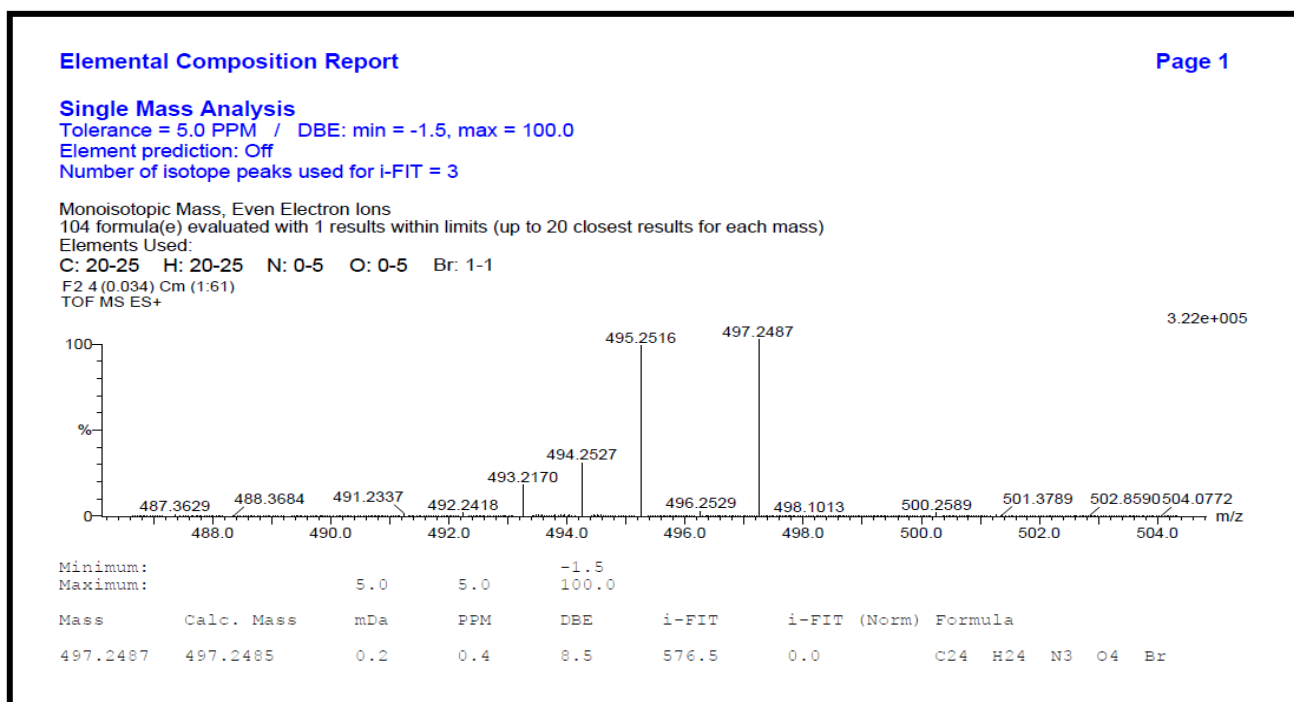 Elemental Composition Report Page 1
Single Mass Analysis
Tolerance = 5.0 PPM / DBE: min = -1.5, max = 100.0
Element prediction: Off
Number of isotope peaks used for i-FIT = 3
Monoisotopic Mass, Even Electron Ions
104 formula(e) evaluated with 1 results within limits (up to 20 closest results for each mass)
Elements Used:
C: 20-25 H: 20-25 N: 0-5 O: 0-5 Br: 1-1
F2 4 (0.034) Cm (1:61)
TOF MS ES+
3.22e+005
495.2516 497.2487
100
%
494.2527
493.2170
487.3629 488.3684 491.2337 492.2418 496.2529 498.1013 500.2589 501.3789 502.8590 504.0772
0
m/z
488.0 490.0 492.0 494.0 496.0 498.0 500.0 502.0 504.0
Minimum: -1.5
Maximum: 5.0 5.0 100.0
Mass Calc. Mass mDa PPM DBE i-FIT i-FIT (Norm) Formula
497.2487 497.2485 0.2 0.4 8.5 576.5 0.0 C24 H24 N3 O4 Br